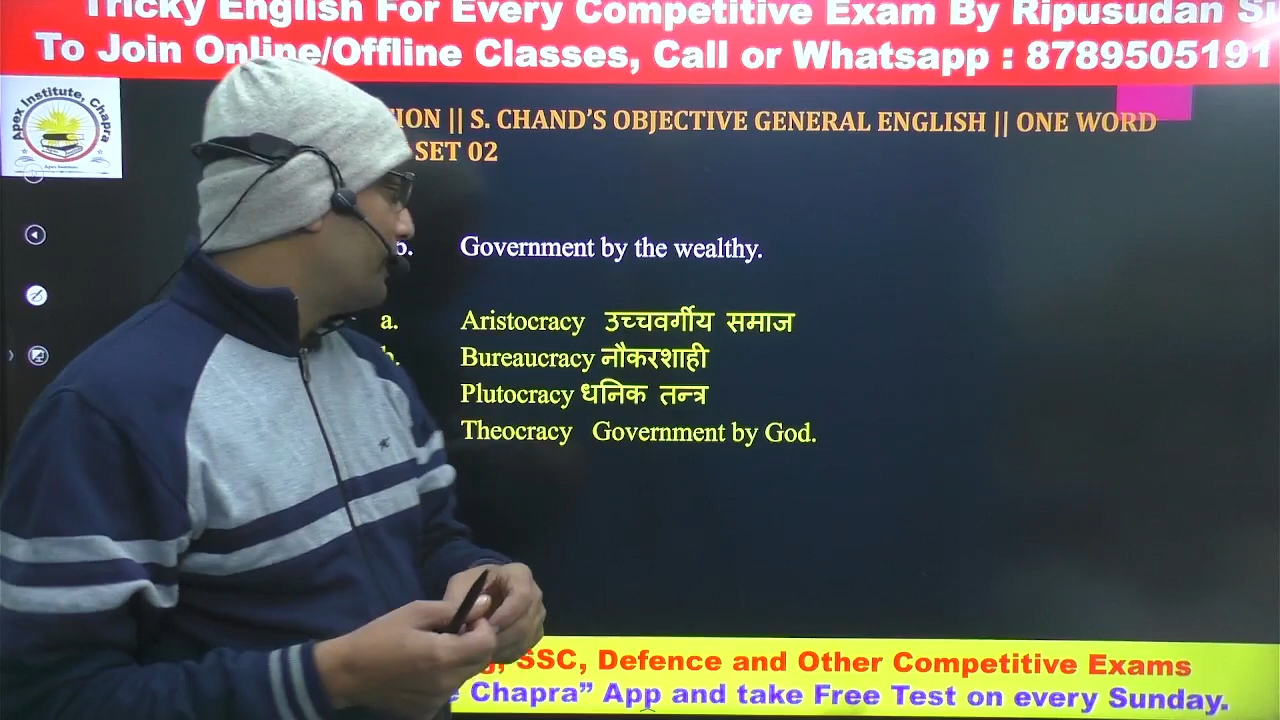 Tricky English For Every Competitive Exam By Ripusudan
To Join Online/Offline Classes, Call or Whatsapp : 8789505191
Apex Institute, Chapra
|| S. CHAND'S OBJECTIVE GENERAL ENGLISH || ONE WORD
SET 02
Government by the wealthy.
a. Aristocracy उच्चवर्गीय समाज
b. Bureaucracy नौकरशाही
Plutocracy धनिक तन्त्र
Theocracy Government by God.
SSC, Defence and Other Competitive Exams
Chapra" App and take Free Test on every Sunday.